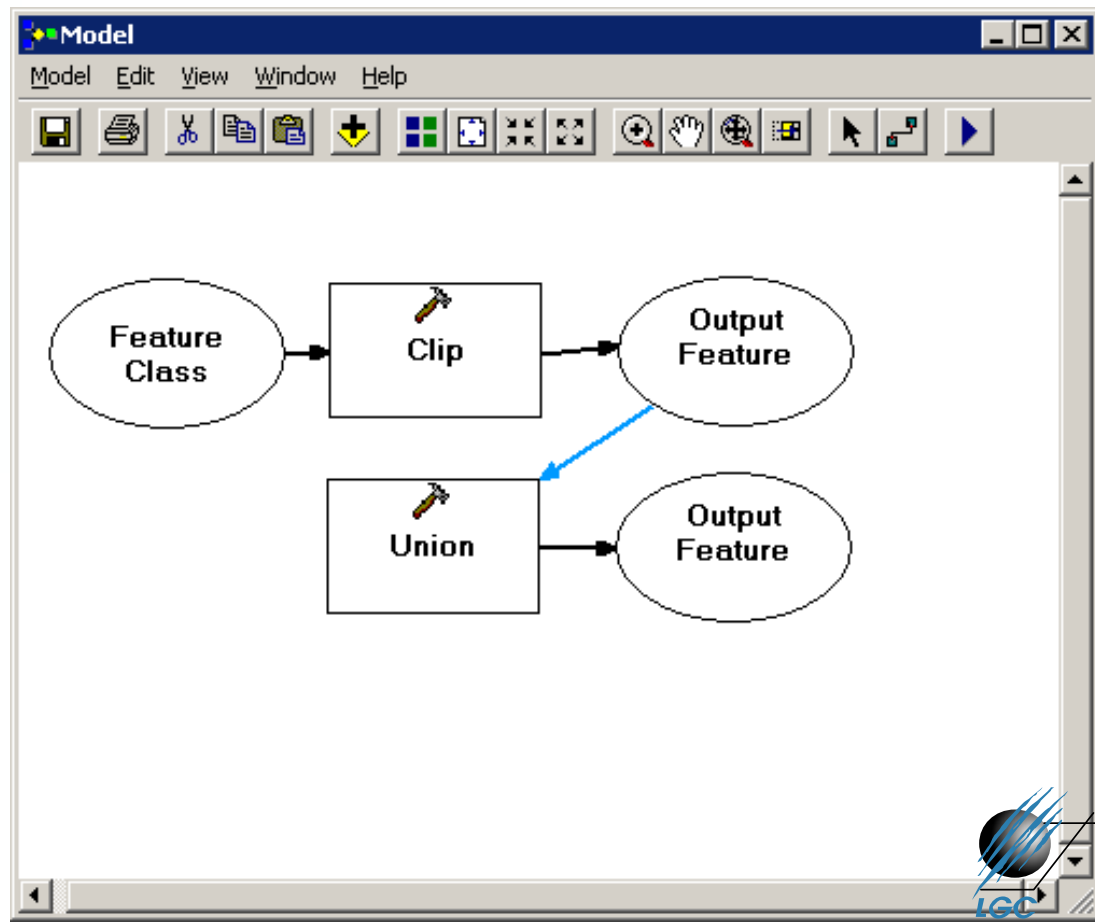 Model
Model Edit View Window Help
Feature
Class
Clip
Output
Feature
Union
Output
Feature
LGC